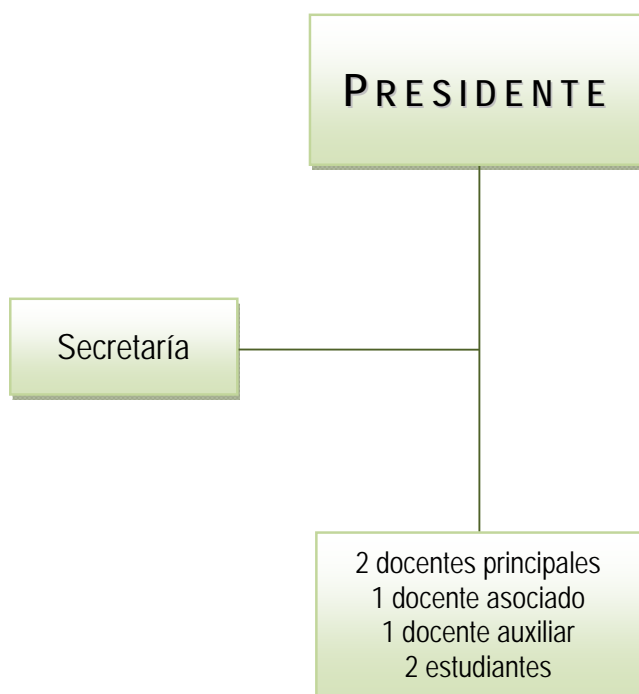 PRESIDENTE
Secretaría
2 docentes principales
1 docente asociado
1 docente auxiliar
2 estudiantes